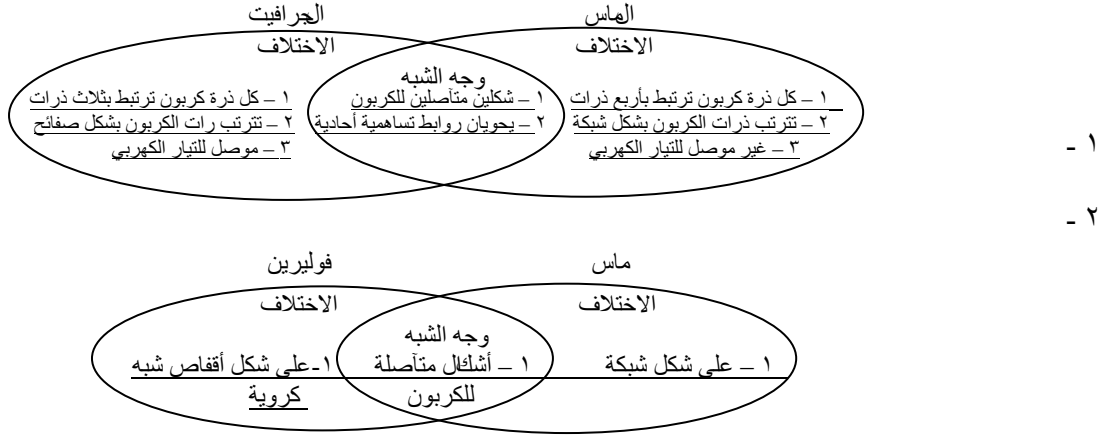 ١ -
الماس الجرافيت
الاختلاف الاختلاف
وجه الشبه
١ – كل ذرة كربون ترتبط بأربع ذرات ١ – شكلين متآصلين للكربون ١ – كل ذرة كربون ترتبط بثلاث ذرات
٢ – تترتب ذرات الكربون بشكل شبكة ٢ – يحويان روابط تساهمية أحادية ٢ – تترتب رات الكربون بشكل صفائح
٣ – غير موصل للتيار الكهربي ٣ – موصل للتيار الكهربي
٢ -
ماس فوليرين
الاختلاف الاختلاف
وجه الشبه
١ – على شكل شبكة ١ – أشكال متآصلة ١-على شكل أقفاص شبه
للكربون كروية